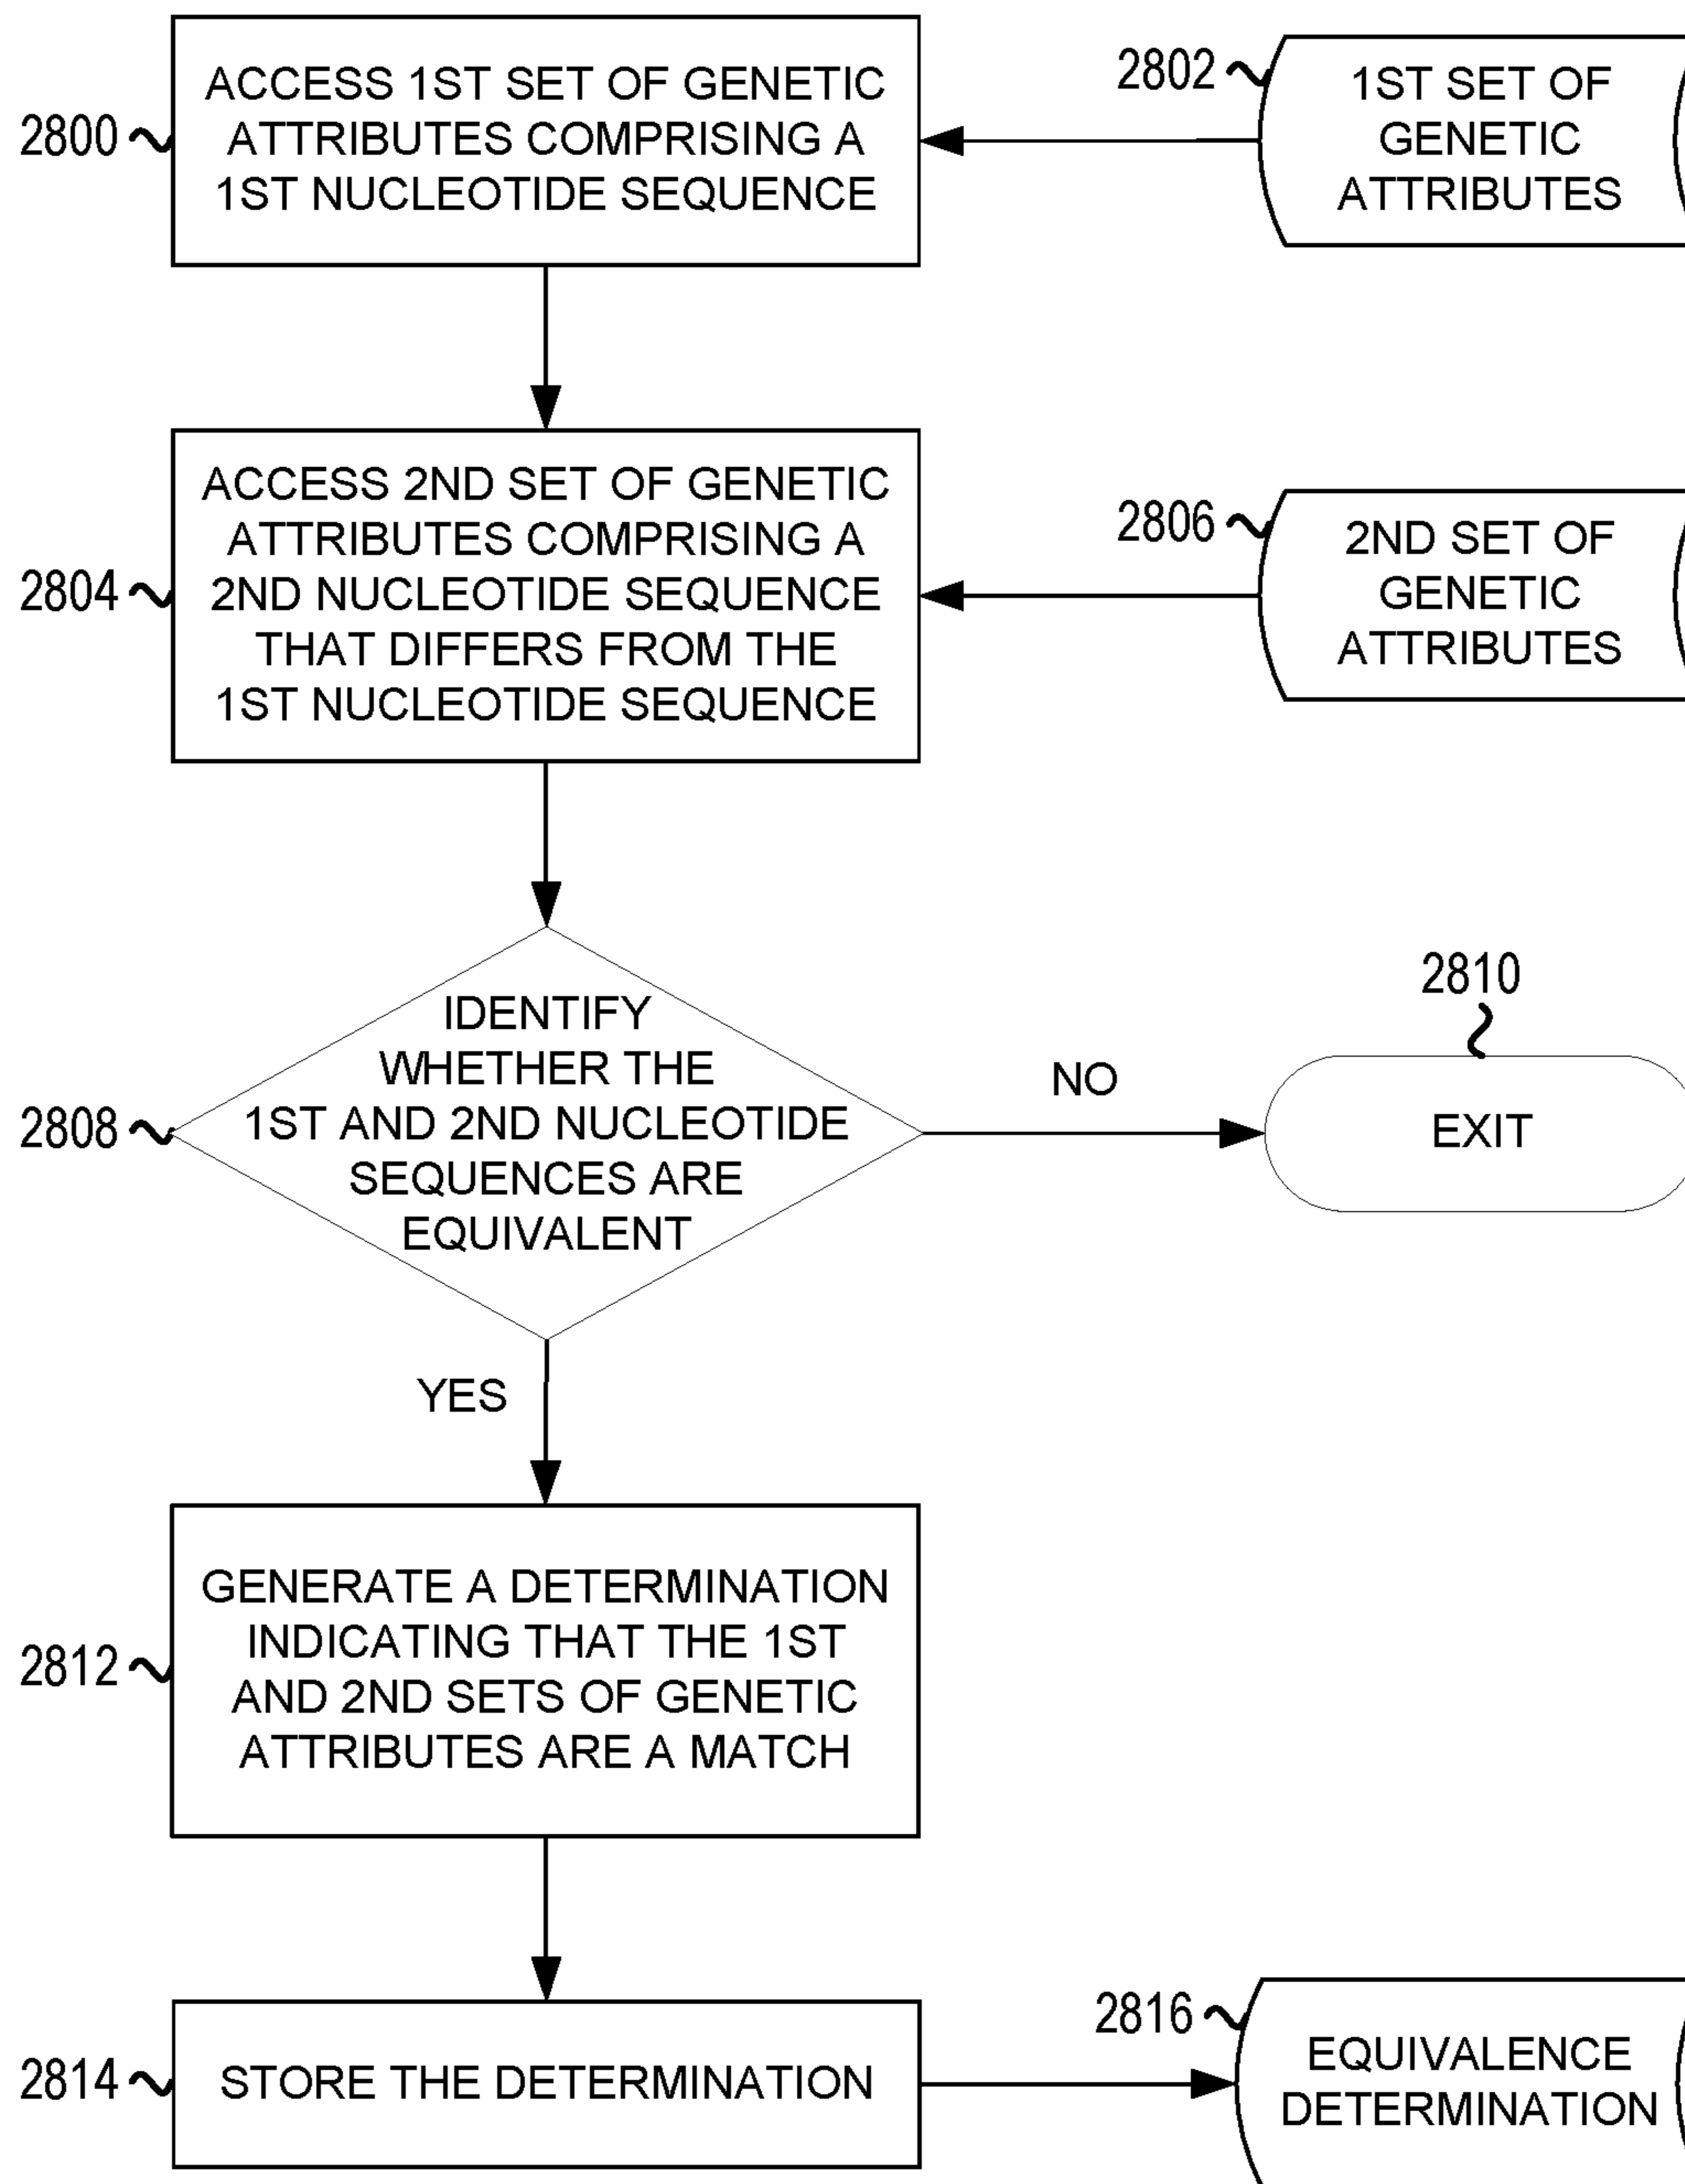 2800
ACCESS 1ST SET OF GENETIC
ATTRIBUTES COMPRISING A
1ST NUCLEOTIDE SEQUENCE
2802
1ST SET OF
GENETIC
ATTRIBUTES
2804
ACCESS 2ND SET OF GENETIC
ATTRIBUTES COMPRISING A
2ND NUCLEOTIDE SEQUENCE
THAT DIFFERS FROM THE
1ST NUCLEOTIDE SEQUENCE
2806
2ND SET OF
GENETIC
ATTRIBUTES
2808
IDENTIFY
WHETHER THE
1ST AND 2ND NUCLEOTIDE
SEQUENCES ARE
EQUIVALENT
NO
2810
EXIT
YES
2812
GENERATE A DETERMINATION
INDICATING THAT THE 1ST
AND 2ND SETS OF GENETIC
ATTRIBUTES ARE A MATCH
2814
STORE THE DETERMINATION
2816
EQUIVALENCE
DETERMINATION